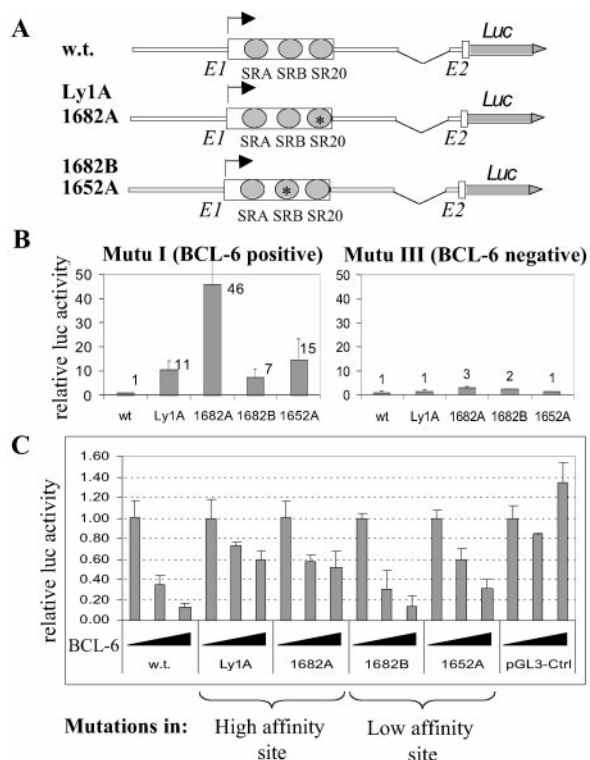 A
w.t.
E1
SRA SRB SR20
E2
Luc
Ly1A
1682A
*
E1
SRA SRB SR20
E2
Luc
1682B
1652A
*
E1
SRA SRB SR20
E2
Luc
B
Mutu I (BCL-6 positive)
relative luc activity
50
40
30
20
10
0
1
11
46
7
15
wt Ly1A 1682A 1682B 1652A
Mutu III (BCL-6 negative)
50
40
30
20
10
0
1
1
3
2
1
wt Ly1A 1682A 1682B 1652A
C
relative luc activity
1.60
1.40
1.20
1.00
0.80
0.60
0.40
0.20
0.00
BCL-6
w.t. Ly1A 1682A 1682B 1652A pGL3-Ctrl
Mutations in: High affinity site
Low affinity site